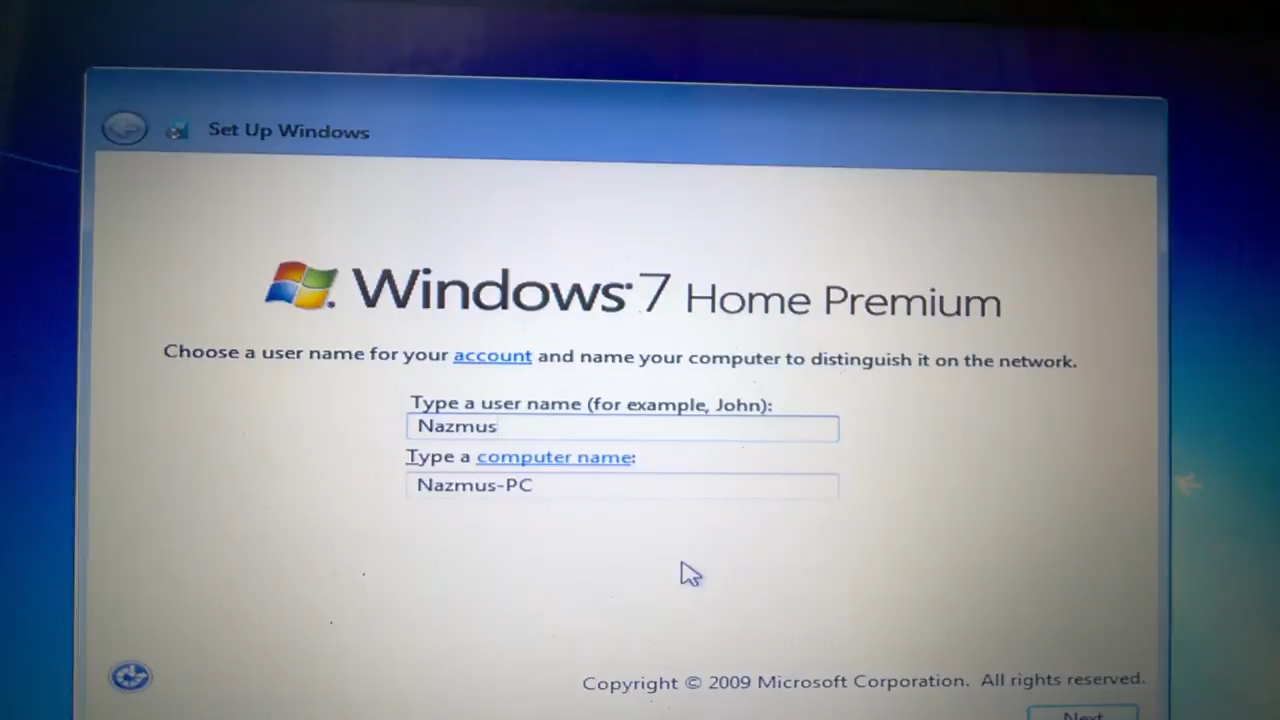 Set Up Windows
Windows 7 Home Premium
Choose a user name for your account and name your computer to distinguish it on the network.
Type a user name (for example, John):
Nazmus
Type a computer name:
Nazmus-PC
Copyright © 2009 Microsoft Corporation. All rights reserved.
Next